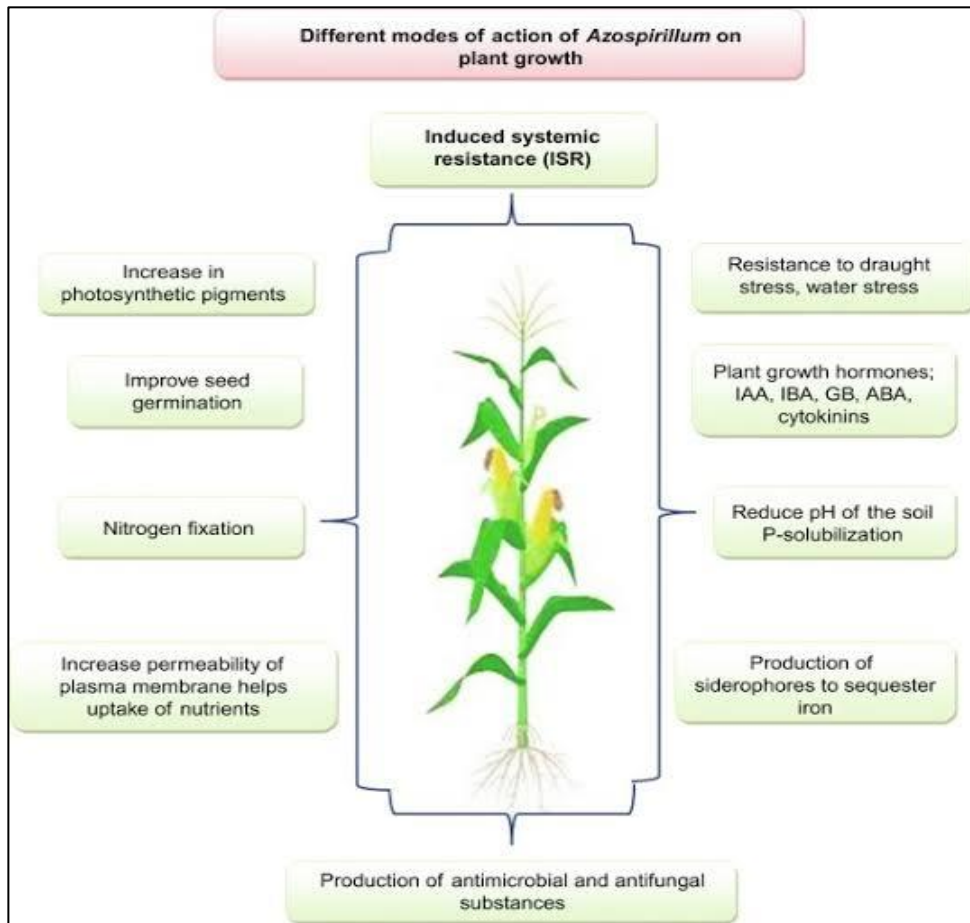 Different modes of action of Azospirillum on
plant growth
Induced systemic
resistance (ISR)
Increase in
photosynthetic pigments
Improve seed
germination
Nitrogen fixation
Increase permeability of
plasma membrane helps
uptake of nutrients
Resistance to draught
stress, water stress
Plant growth hormones;
IAA, IBA, GB, ABA,
cytokinins
Reduce pH of the soil
P-solubilization
Production of
siderophores to sequester
iron
Production of antimicrobial and antifungal
substances